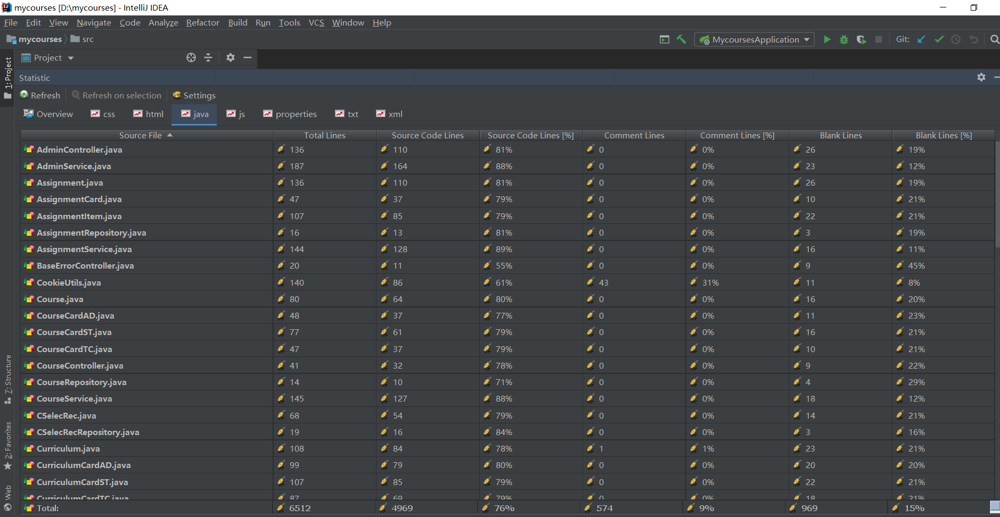 mycourses [D:\mycourses] - IntelliJ IDEA
File Edit View Navigate Code Analyze Refactor Build Run Tools VCS Window Help
mycourses src MycoursesApplication Git:
Project
1: Project
Statistic
Refresh Refresh on selection Settings
Overview css html java js properties txt xml
Source File Total Lines Source Code Lines Source Code Lines [%] Comment Lines Comment Lines [%] Blank Lines Blank Lines [%]
AdminController.java 136 110 81% 0 0% 26 19%
AdminService.java 187 164 88% 0 0% 23 12%
Assignment.java 136 110 81% 0 0% 26 19%
AssignmentCard.java 47 37 79% 0 0% 10 21%
AssignmentItem.java 107 85 79% 0 0% 22 21%
AssignmentRepository.java 16 13 81% 0 0% 3 19%
AssignmentService.java 144 128 89% 0 0% 16 11%
BaseErrorController.java 20 11 55% 0 0% 9 45%
CookieUtils.java 140 86 61% 43 31% 11 8%
Course.java 80 64 80% 0 0% 16 20%
CourseCardAD.java 48 37 77% 0 0% 11 23%
CourseCardST.java 77 61 79% 0 0% 16 21%
CourseCardTC.java 47 37 79% 0 0% 10 21%
CourseController.java 41 32 78% 0 0% 9 22%
CourseRepository.java 14 10 71% 0 0% 4 29%
CourseService.java 145 127 88% 0 0% 18 12%
CSelecRec.java 68 54 79% 0 0% 14 21%
CSelecRecRepository.java 19 16 84% 0 0% 3 16%
Curriculum.java 108 84 78% 1 1% 23 21%
CurriculumCardAD.java 99 79 80% 0 0% 20 20%
CurriculumCardST.java 107 85 79% 0 0% 22 21%
CurriculumCardTC.java 87 69 79% 0 0% 18 21%
Total: 6512 4969 76% 574 9% 969 15%
7: Structure
2: Favorites
Web